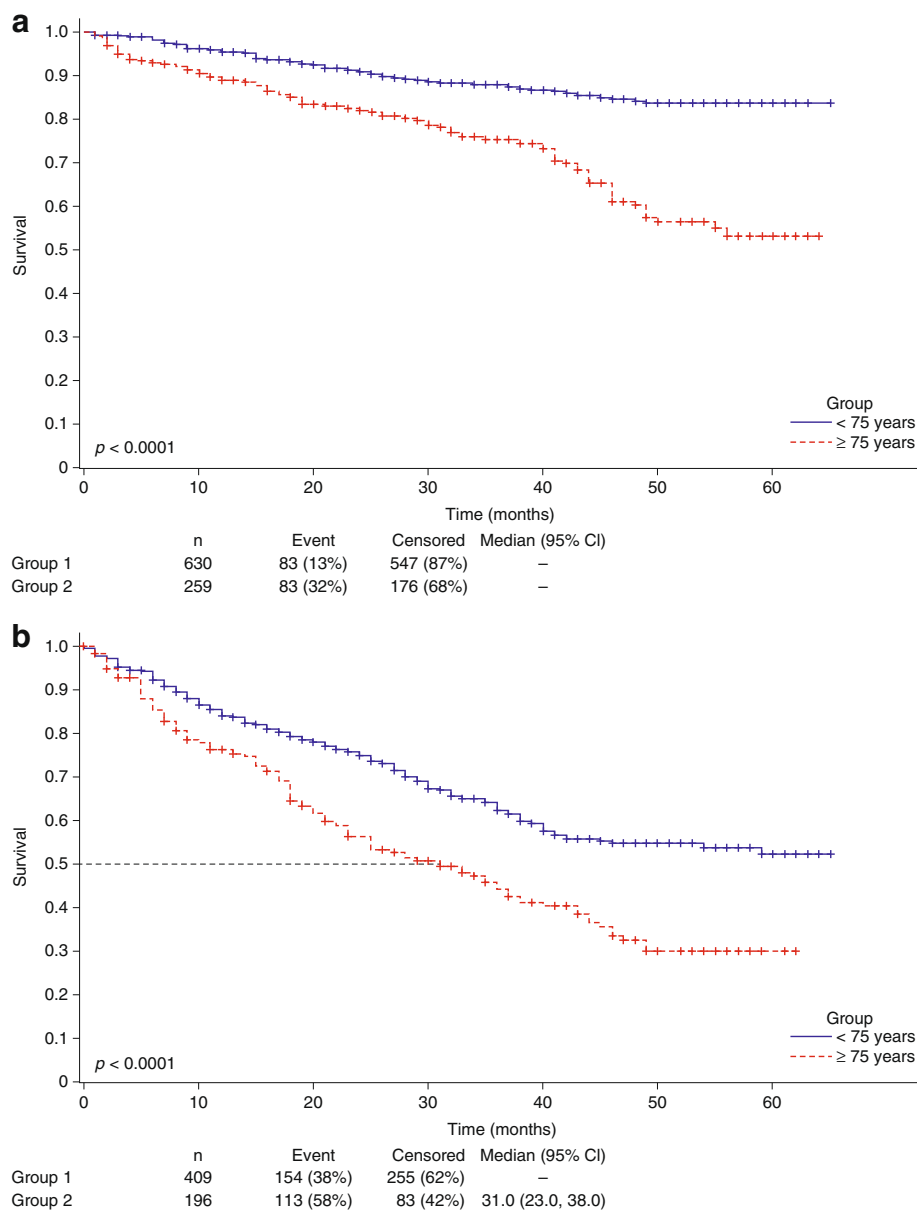 a
1.0
0.9
0.8
0.7
0.6
0.5
0.4
0.3
0.2
0.1
0
Survival
Group
< 75 years
≥ 75 years
p < 0.0001
0 10 20 30 40 50 60
Time (months)
n Event Censored Median (95% CI)
Group 1 630 83 (13%) 547 (87%) –
Group 2 259 83 (32%) 176 (68%) –
b
1.0
0.9
0.8
0.7
0.6
0.5
0.4
0.3
0.2
0.1
0
Survival
Group
< 75 years
≥ 75 years
p < 0.0001
0 10 20 30 40 50 60
Time (months)
n Event Censored Median (95% CI)
Group 1 409 154 (38%) 255 (62%) –
Group 2 196 113 (58%) 83 (42%) 31.0 (23.0, 38.0)